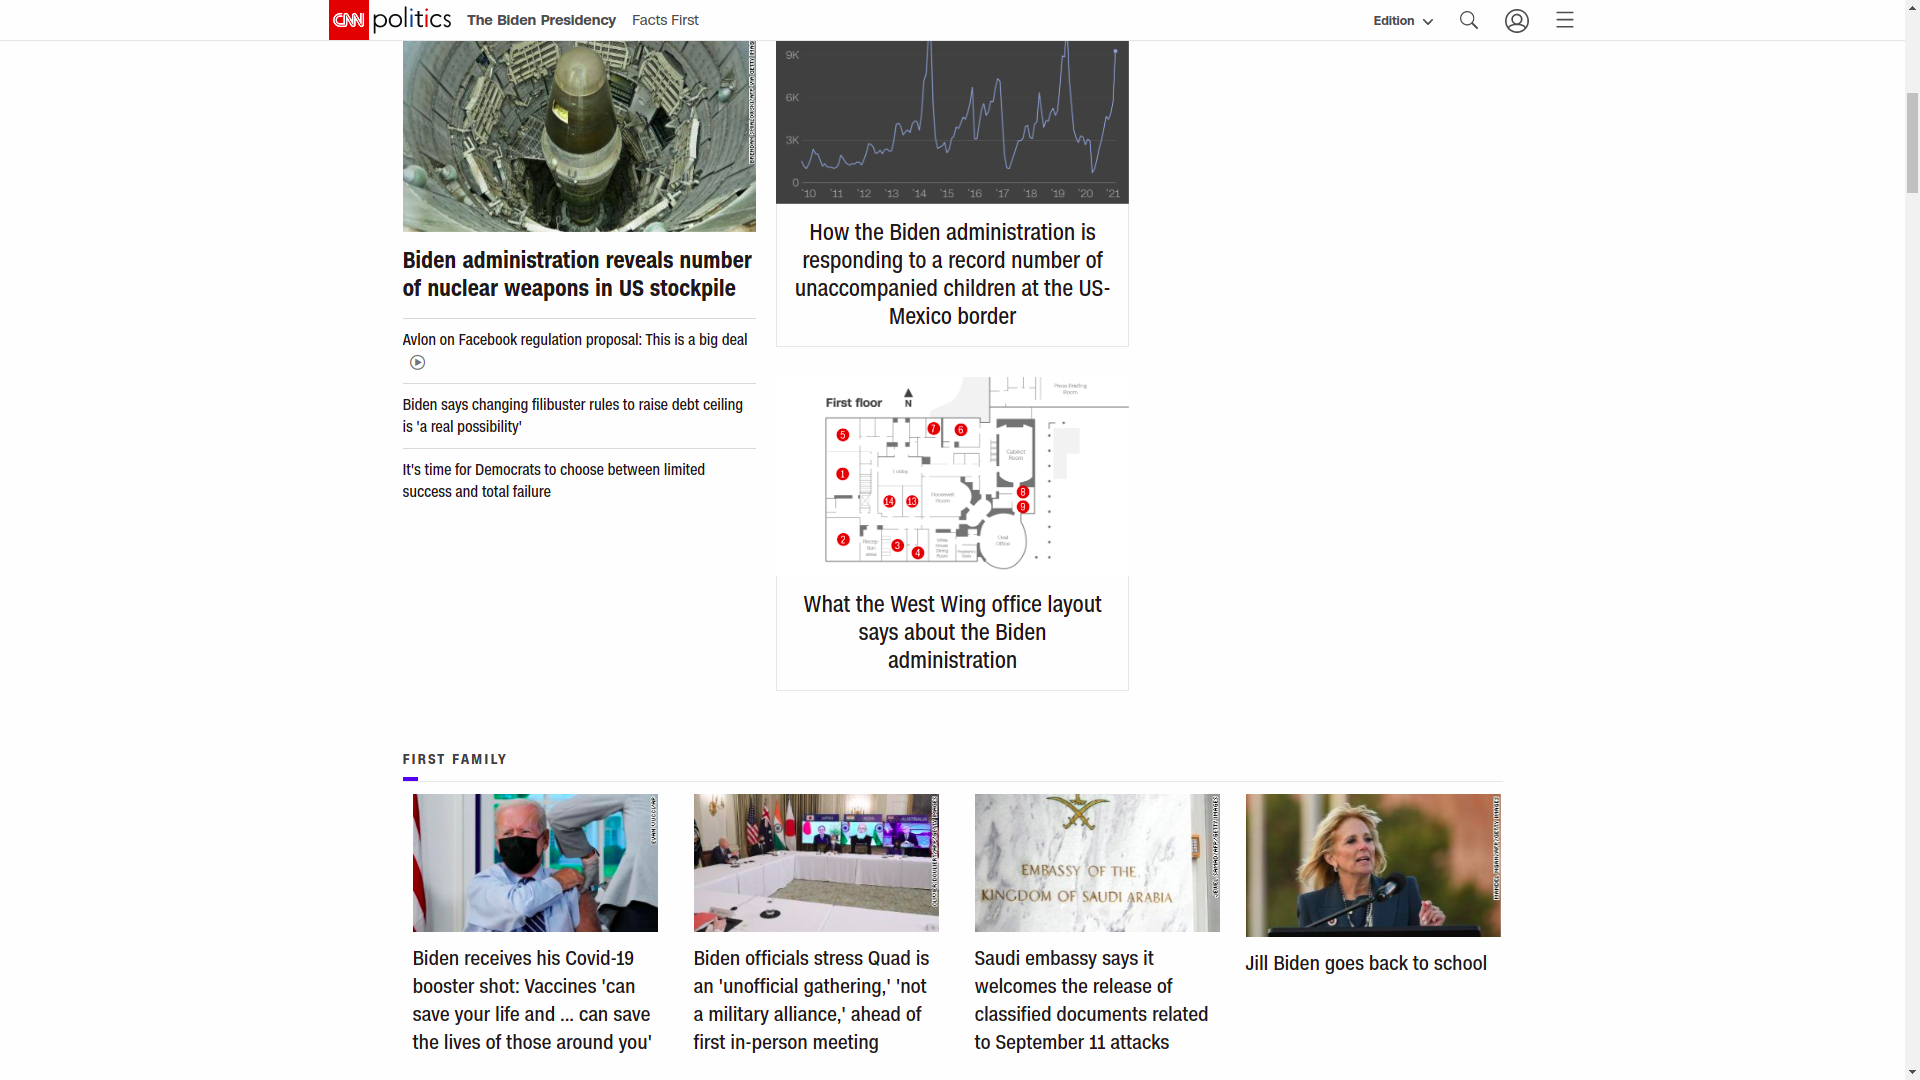 CNN politics The Biden Presidency Facts First Edition
9K
6K
3K
0
'10 '11 '12 '13 '14 '15 '16 '17 '18 '19 '20 '21
Biden administration reveals number
of nuclear weapons in US stockpile
Avlon on Facebook regulation proposal: This is a big deal
Biden says changing filibuster rules to raise debt ceiling
is 'a real possibility'
It's time for Democrats to choose between limited
success and total failure
How the Biden administration is
responding to a record number of
unaccompanied children at the US-
Mexico border
Press Briefing
Room
First floor
N
5
7
6
Cabinet
Room
1
Lobby
14
13
Roosevelt
Room
8
9
2
3
4
Oval
Office
What the West Wing office layout
says about the Biden
administration
FIRST FAMILY
EMBASSY OF THE
KINGDOM OF SAUDI ARABIA
Biden receives his Covid-19
booster shot: Vaccines 'can
save your life and ... can save
the lives of those around you'
Biden officials stress Quad is
an 'unofficial gathering,' 'not
a military alliance,' ahead of
first in-person meeting
Saudi embassy says it
welcomes the release of
classified documents related
to September 11 attacks
Jill Biden goes back to school